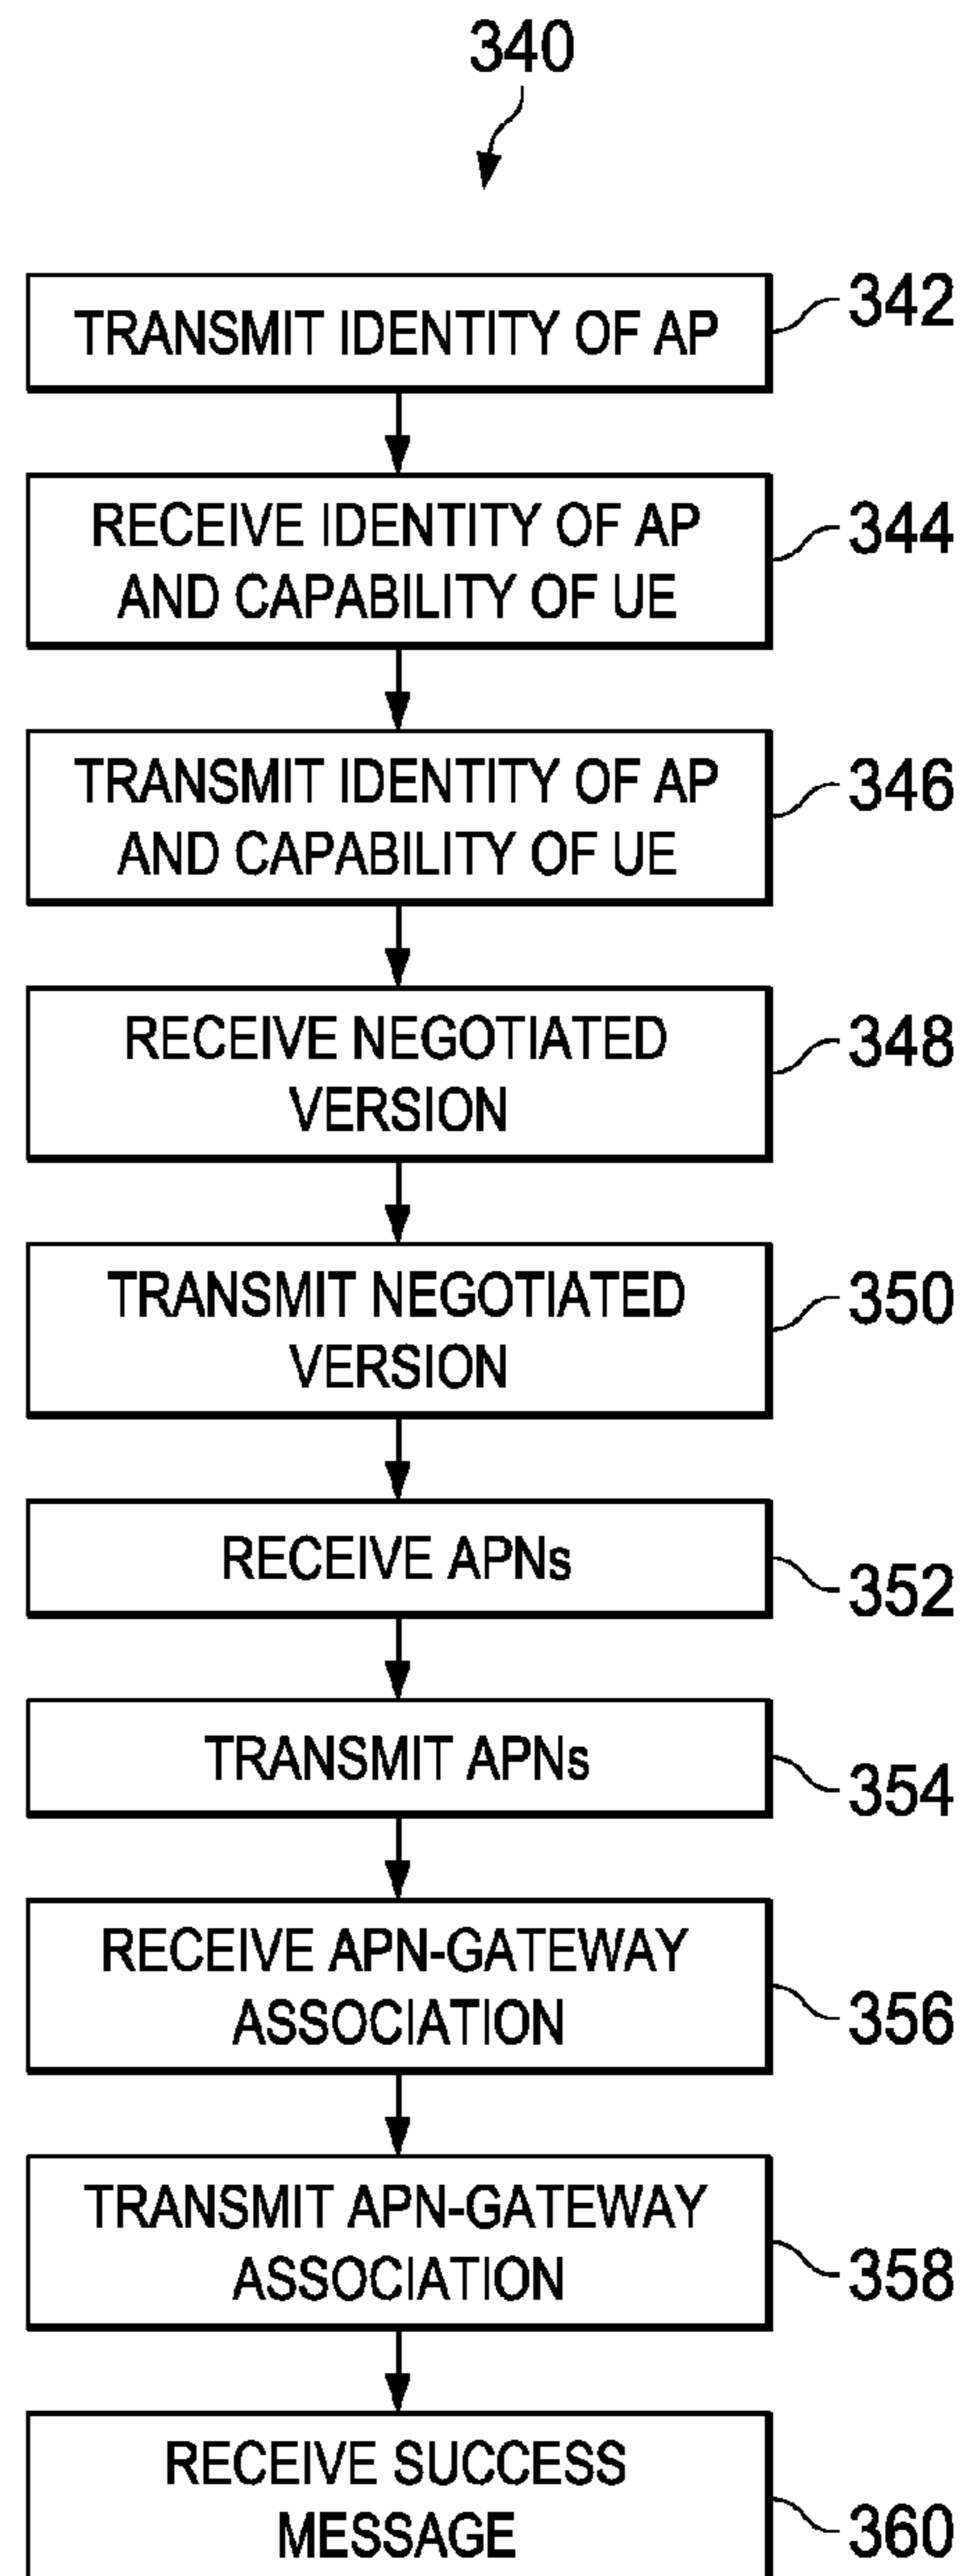 340
TRANSMIT IDENTITY OF AP
342
RECEIVE IDENTITY OF AP
AND CAPABILITY OF UE
344
TRANSMIT IDENTITY OF AP
AND CAPABILITY OF UE
346
RECEIVE NEGOTIATED
VERSION
348
TRANSMIT NEGOTIATED
VERSION
350
RECEIVE APNs
352
TRANSMIT APNs
354
RECEIVE APN-GATEWAY
ASSOCIATION
356
TRANSMIT APN-GATEWAY
ASSOCIATION
358
RECEIVE SUCCESS
MESSAGE
360